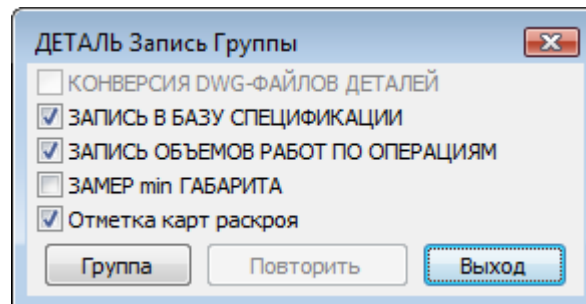 ДЕТАЛЬ Запись Группы
КОНВЕРСИЯ DWG-ФАЙЛОВ ДЕТАЛЕЙ
ЗАПИСЬ В БАЗУ СПЕЦИФИКАЦИИ
ЗАПИСЬ ОБЪЕМОВ РАБОТ ПО ОПЕРАЦИЯМ
ЗАМЕР min ГАБАРИТА
Отметка карт раскроя
Группа Повторить Выход